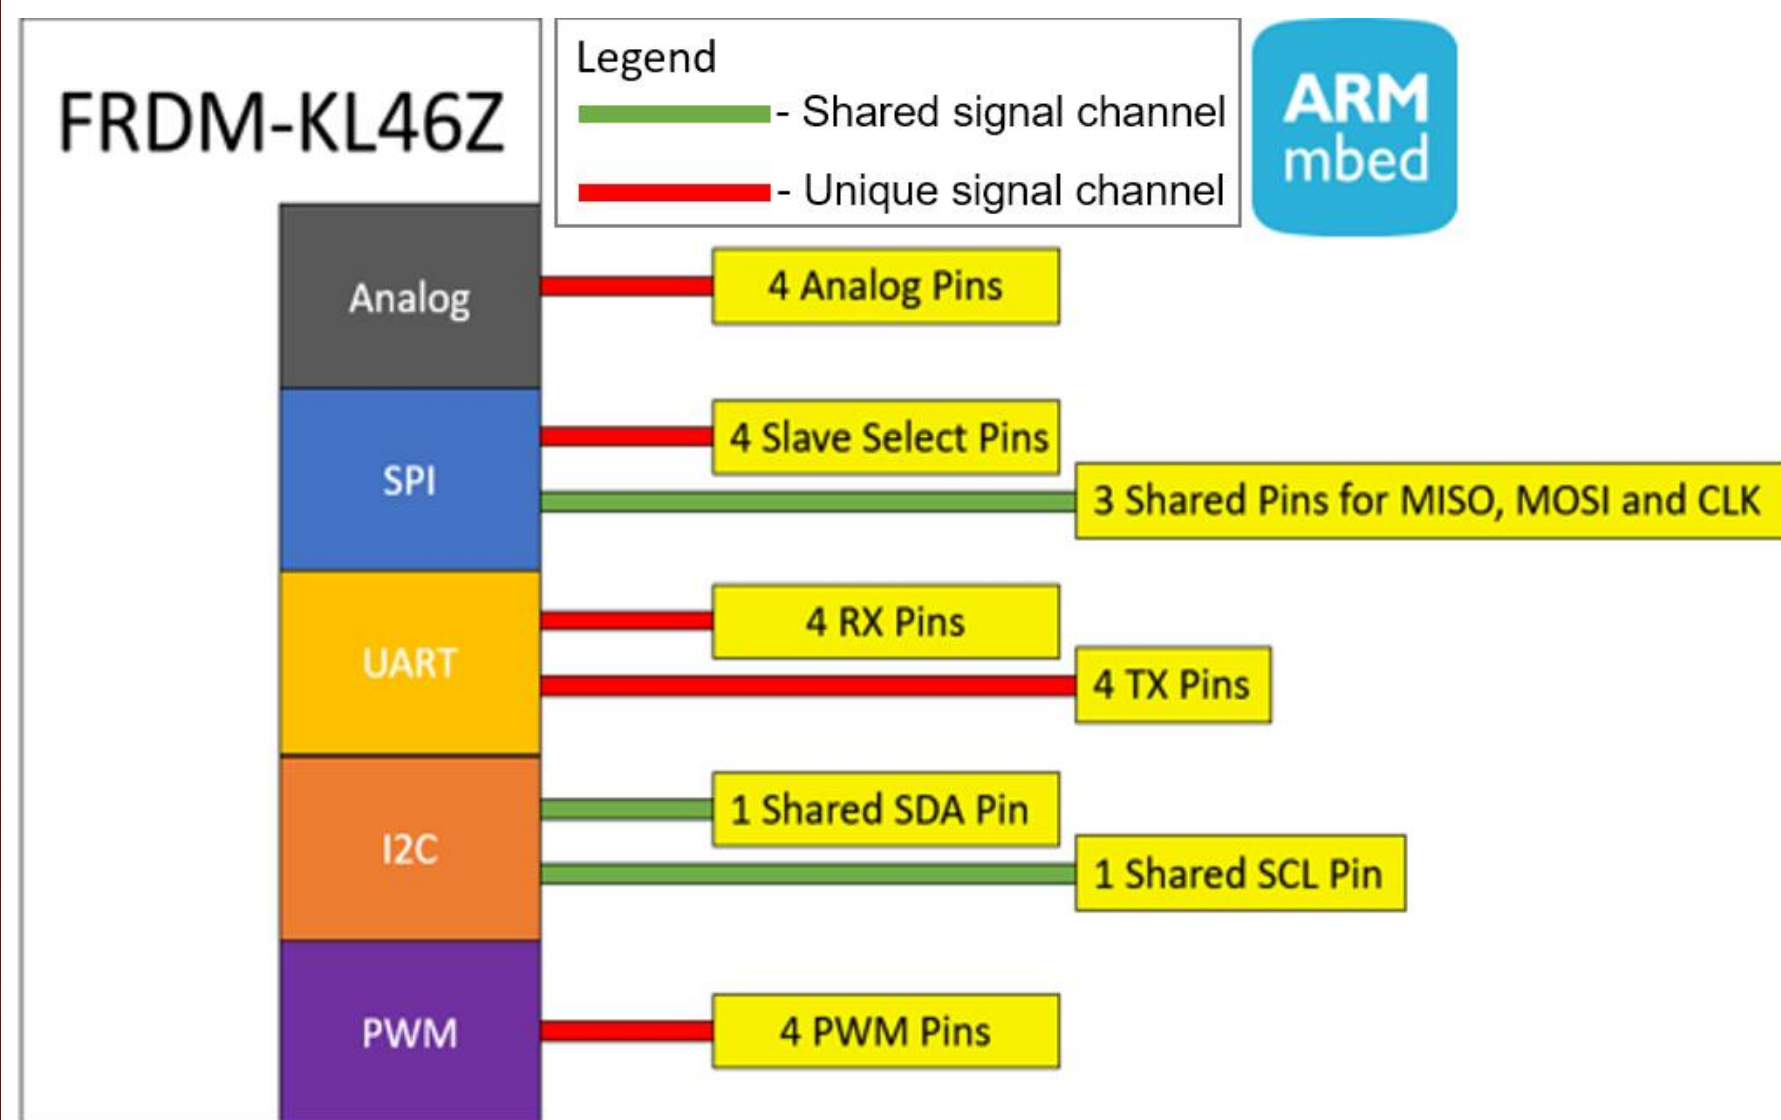 FRDM-KL46Z
Legend
- Shared signal channel
- Unique signal channel
ARM
mbed
Analog
4 Analog Pins
SPI
4 Slave Select Pins
3 Shared Pins for MISO, MOSI and CLK
UART
4 RX Pins
4 TX Pins
I2C
1 Shared SDA Pin
1 Shared SCL Pin
PWM
4 PWM Pins